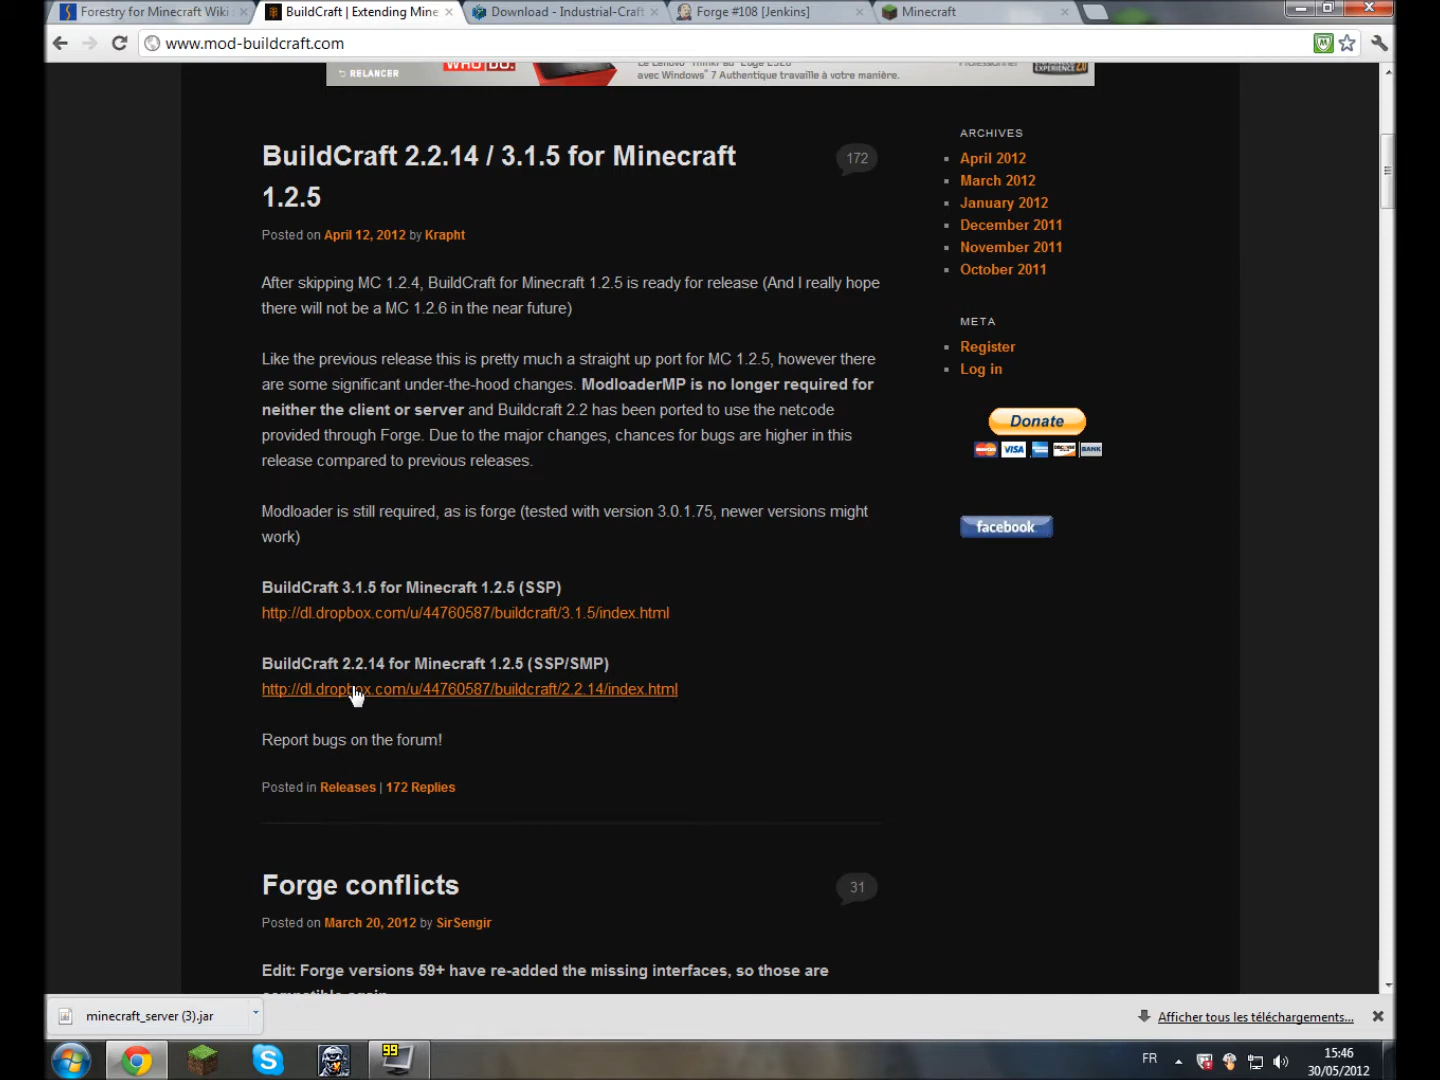 Forestry for Minecraft Wiki
BuildCraft | Extending Mine
Download - Industrial-Craft
Forge #108 [Jenkins]
Minecraft
www.mod-buildcraft.com
RELANCER
WHO DO.
avec Windows® 7 Authentique travaille à votre manière.
BuildCraft 2.2.14 / 3.1.5 for Minecraft
1.2.5
172
Posted on April 12, 2012 by Krapht
After skipping MC 1.2.4, BuildCraft for Minecraft 1.2.5 is ready for release (And I really hope
there will not be a MC 1.2.6 in the near future)
Like the previous release this is pretty much a straight up port for MC 1.2.5, however there
are some significant under-the-hood changes. ModloaderMP is no longer required for
neither the client or server and Buildcraft 2.2 has been ported to use the netcode
provided through Forge. Due to the major changes, chances for bugs are higher in this
release compared to previous releases.
Modloader is still required, as is forge (tested with version 3.0.1.75, newer versions might
work)
BuildCraft 3.1.5 for Minecraft 1.2.5 (SSP)
http://dl.dropbox.com/u/44760587/buildcraft/3.1.5/index.html
BuildCraft 2.2.14 for Minecraft 1.2.5 (SSP/SMP)
http://dl.dropbox.com/u/44760587/buildcraft/2.2.14/index.html
Report bugs on the forum!
Posted in Releases | 172 Replies
Forge conflicts
31
Posted on March 20, 2012 by SirSengir
Edit: Forge versions 59+ have re-added the missing interfaces, so those are
compatible again
ARCHIVES
April 2012
March 2012
January 2012
December 2011
November 2011
October 2011
META
Register
Log in
Donate
VISA
BANK
facebook
minecraft_server (3).jar
Afficher tous les téléchargements...
99
FR
15:46
30/05/2012